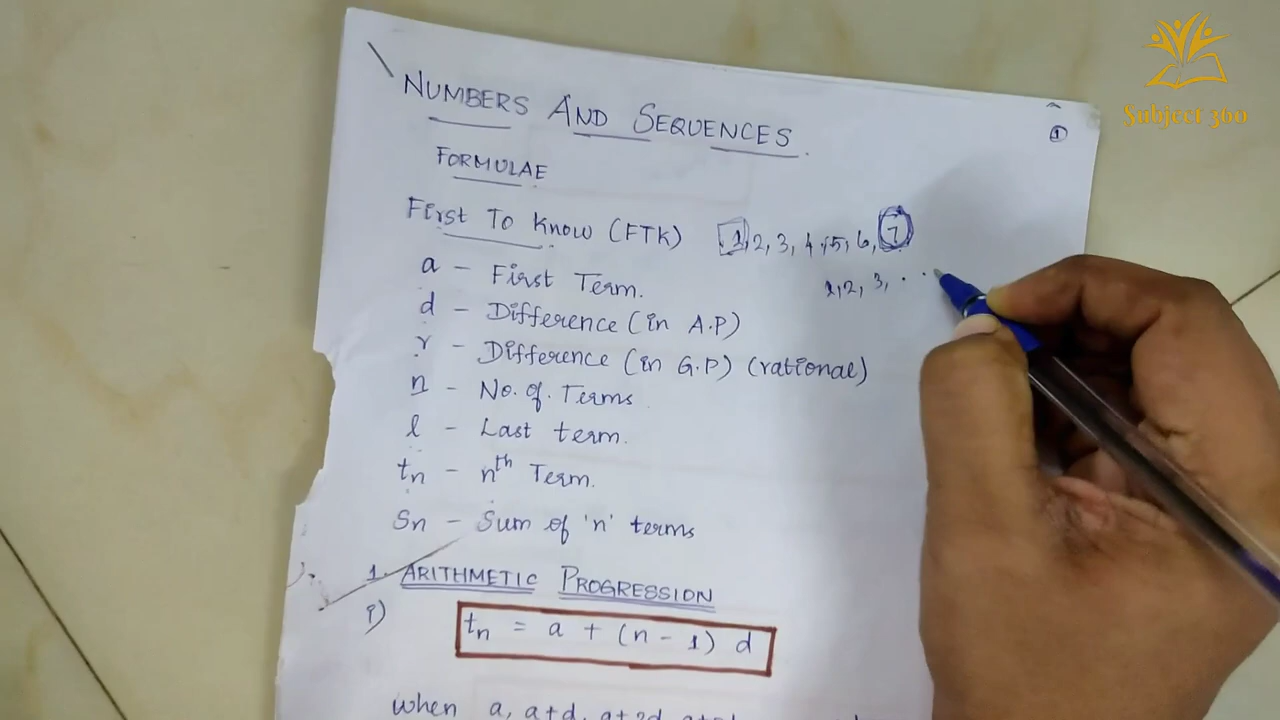 Subject 360
①
NUMBERS AND SEQUENCES.
FORMULAE
First To Know (FTK) 1, 2, 3, 4, 5, 6, 7
1, 2, 3, . .
a - First Term.
d - Difference (in A.P)
r - Difference (in G.P) (rational)
n - No. of. Terms
l - Last term.
tn - nth Term.
Sn - Sum of 'n' terms
1. ARITHMETIC PROGRESSION
i) tn = a + (n - 1) d
when a, a+d, a+2d,